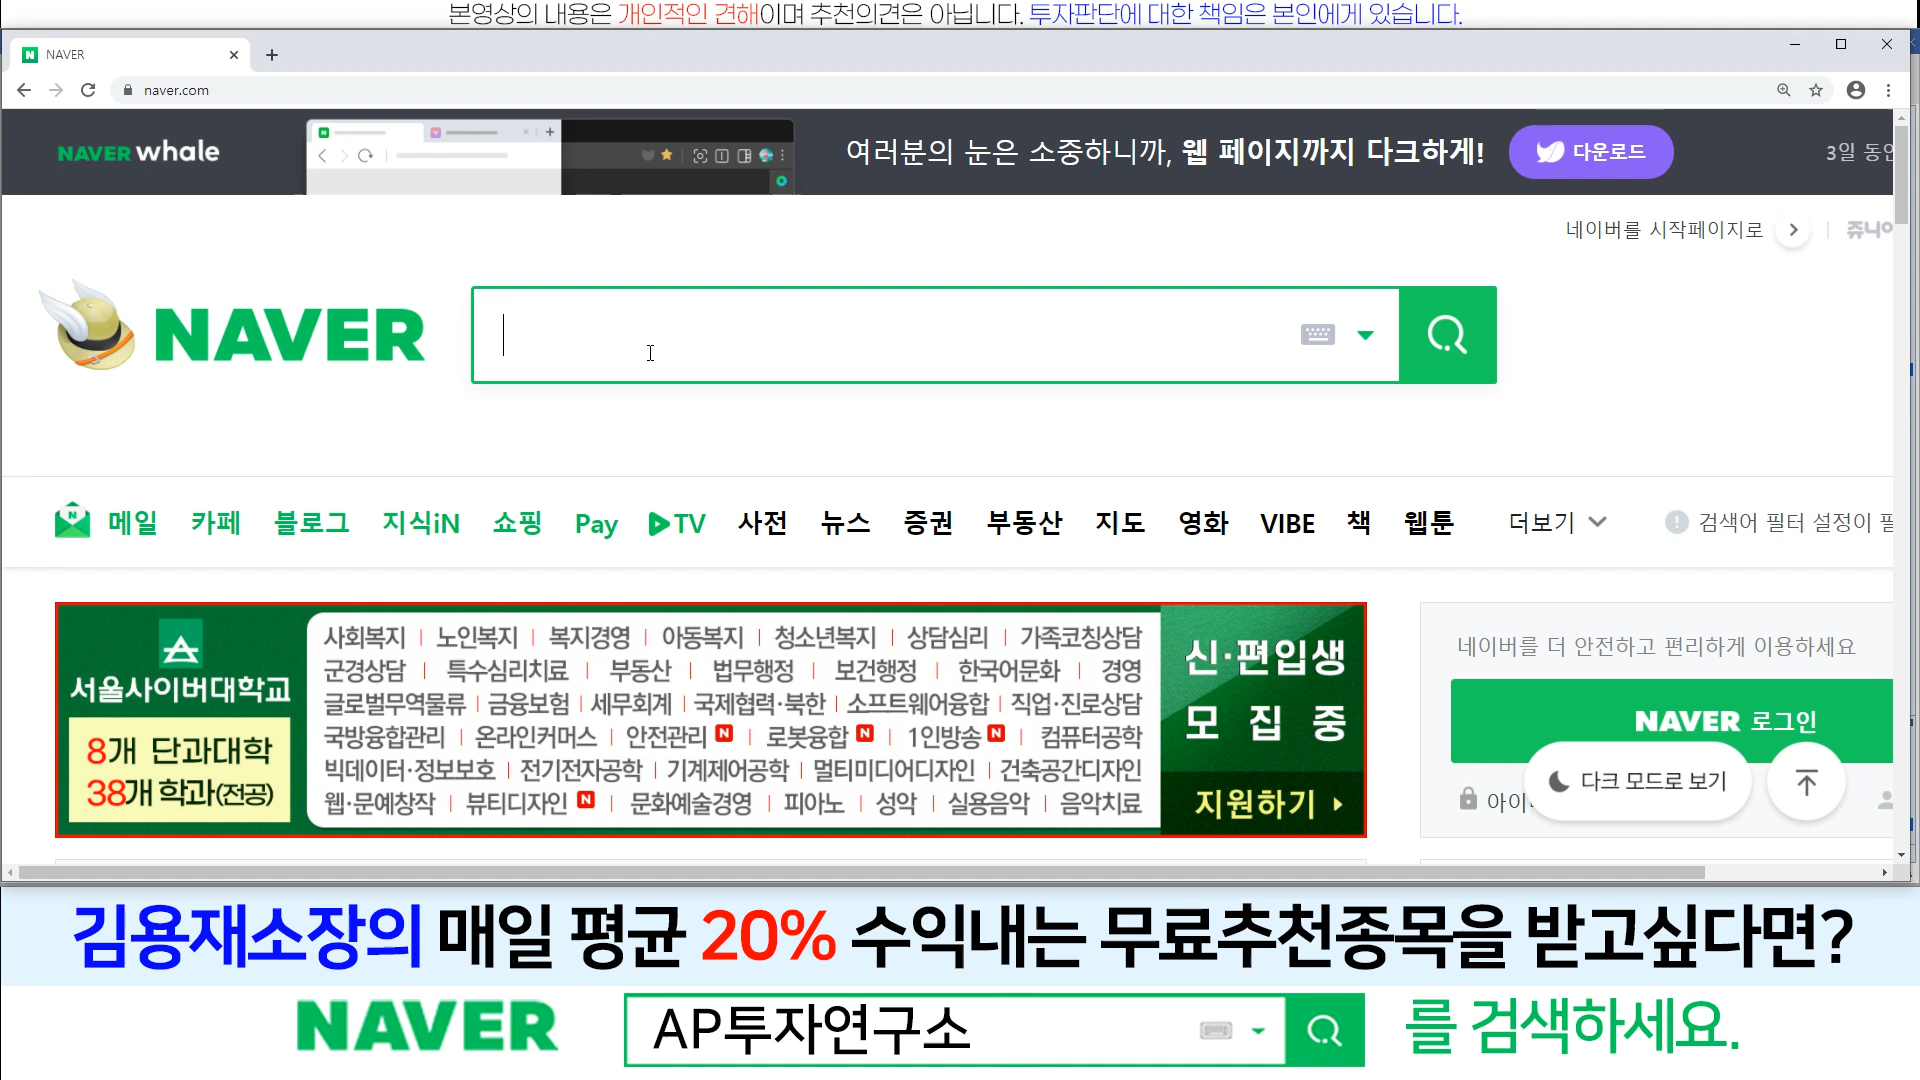 본영상의 내용은 개인적인 견해이며 추천의견은 아닙니다. 투자판단에 대한 책임은 본인에게 있습니다.
NAVER
naver.com
NAVER whale
여러분의 눈은 소중하니까, 웹 페이지까지 다크하게! 다운로드
3일 동안
네이버를 시작페이지로
쥬니어
NAVER
메일 카페 블로그 지식iN 쇼핑 Pay TV 사전 뉴스 증권 부동산 지도 영화 VIBE 책 웹툰 더보기 검색어 필터 설정이 필
서울사이버대학교
8개 단과대학
38개 학과(전공)
사회복지 | 노인복지 | 복지경영 | 아동복지 | 청소년복지 | 상담심리 | 가족코칭상담
군경상담 | 특수심리치료 | 부동산 | 법무행정 | 보건행정 | 한국어문화 | 경영
글로벌무역물류 | 금융보험 | 세무회계 | 국제협력·북한 | 소프트웨어융합 | 직업·진로상담
국방융합관리 | 온라인커머스 | 안전관리 N | 로봇융합 N | 1인방송 N | 컴퓨터공학
빅데이터·정보보호 | 전기전자공학 | 기계제어공학 | 멀티미디어디자인 | 건축공간디자인
웹·문예창작 | 뷰티디자인 N | 문화예술경영 | 피아노 | 성악 | 실용음악 | 음악치료
신·편입생
모 집 중
지원하기
네이버를 더 안전하고 편리하게 이용하세요
NAVER 로그인
아이
다크 모드로 보기
김용재소장의 매일 평균 20% 수익내는 무료추천종목을 받고싶다면?
NAVER AP투자연구소 를 검색하세요.